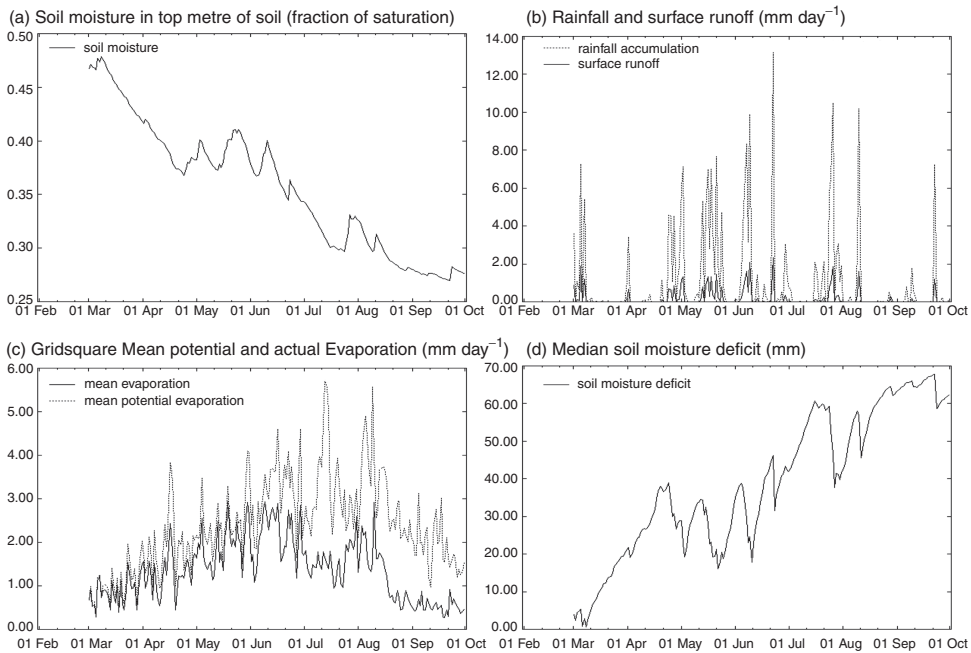 (a) Soil moisture in top metre of soil (fraction of saturation)
0.50
0.45
0.40
0.35
0.30
0.25
soil moisture
01 Feb 01 Mar 01 Apr 01 May 01 Jun 01 Jul 01 Aug 01 Sep 01 Oct
(b) Rainfall and surface runoff (mm day⁻¹)
14.00
12.00
10.00
8.00
6.00
4.00
2.00
0.00
rainfall accumulation
surface runoff
01 Feb 01 Mar 01 Apr 01 May 01 Jun 01 Jul 01 Aug 01 Sep 01 Oct
(c) Gridsquare Mean potential and actual Evaporation (mm day⁻¹)
6.00
5.00
4.00
3.00
2.00
1.00
0.00
mean evaporation
mean potential evaporation
01 Feb 01 Mar 01 Apr 01 May 01 Jun 01 Jul 01 Aug 01 Sep 01 Oct
(d) Median soil moisture deficit (mm)
70.00
60.00
50.00
40.00
30.00
20.00
10.00
0.00
soil moisture deficit
01 Feb 01 Mar 01 Apr 01 May 01 Jun 01 Jul 01 Aug 01 Sep 01 Oct